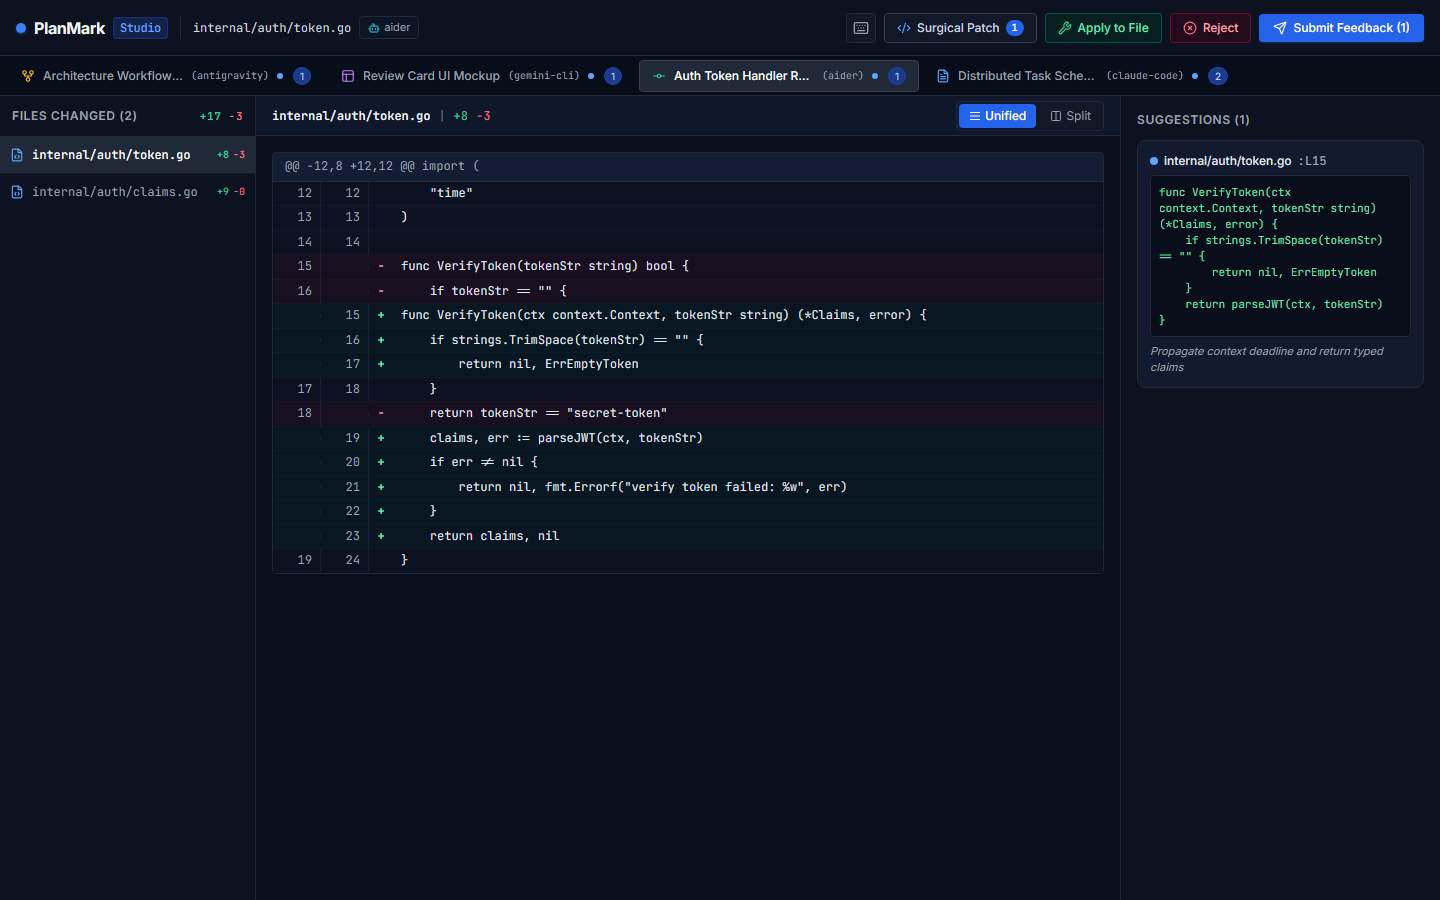 PlanMark Studio internal/auth/token.go aider Surgical Patch 1 Apply to File Reject Submit Feedback (1)
Architecture Workflow... (antigravity) 1 Review Card UI Mockup (gemini-cli) 1 Auth Token Handler R... (aider) 1 Distributed Task Sche... (claude-code) 2
FILES CHANGED (2) +17 -3
internal/auth/token.go +8 -3
internal/auth/claims.go +9 -0
internal/auth/token.go | +8 -3 Unified Split
@@ -12,8 +12,12 @@ import (
12 12 "time"
13 13 )
14 14
15 - func VerifyToken(tokenStr string) bool {
16 - if tokenStr == "" {
15 + func VerifyToken(ctx context.Context, tokenStr string) (*Claims, error) {
16 + if strings.TrimSpace(tokenStr) == "" {
17 + return nil, ErrEmptyToken
17 18 }
18 - return tokenStr == "secret-token"
19 + claims, err := parseJWT(ctx, tokenStr)
20 + if err != nil {
21 + return nil, fmt.Errorf("verify token failed: %w", err)
22 + }
23 + return claims, nil
19 24 }
SUGGESTIONS (1)
internal/auth/token.go :L15
func VerifyToken(ctx
context.Context, tokenStr string)
(*Claims, error) {
if strings.TrimSpace(tokenStr)
== "" {
return nil, ErrEmptyToken
}
return parseJWT(ctx, tokenStr)
}
Propagate context deadline and return typed
claims